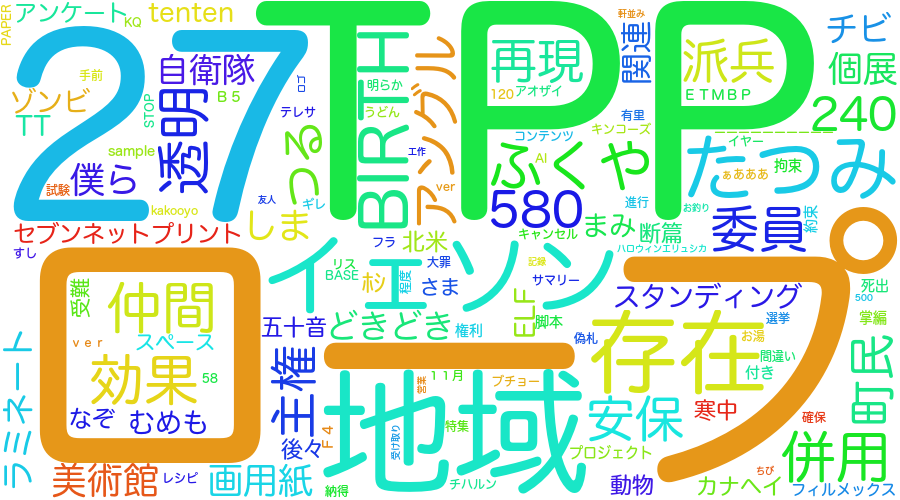 PAPER
アンケート
KQ
tenten
27
TPP
ロープ
手前
ゾンビ
TT
STOP
自衛隊
B5
透明
ロゴ
テレサ
つる
sample
僕ら
試験
kakooyo
友人
ギレ
しま
セブンネットプリント
すし
BIRTH
明らか
うどん
アングル
工作
ver
再現
120
アオザイ
コンテンツ
キンコーズ
AI
ふくや
580
進行
まみ
キャンセル
軒並み
関連
派兵
ETMBP
チビ
個展
240
有里
イヤー
ぁあああ
拘束
たつみ
お釣り
委員
約束
断篇
ハロウィンエリュシカ
イェソン
フラ
北米
リス
BASE
ホシ
程度
大罪
さま
記録
サマリー
ELF
脚本
権利
どきどき
五十音
受難
仲間
ver
スペース
効果
58
なぞ
むめも
主権
後々
F4
ラミネート
美術館
レシピ
画用紙
地域
11月
ブチョー
受け取り
特集
納得
チハルン
スタンディング
偽札
存在
選挙
お湯
間違い
付き
死出
500
掌編
町民
安保
寒中
確保
プロジェクト
動物
ちび
カナヘイ
併用
フィルメックス